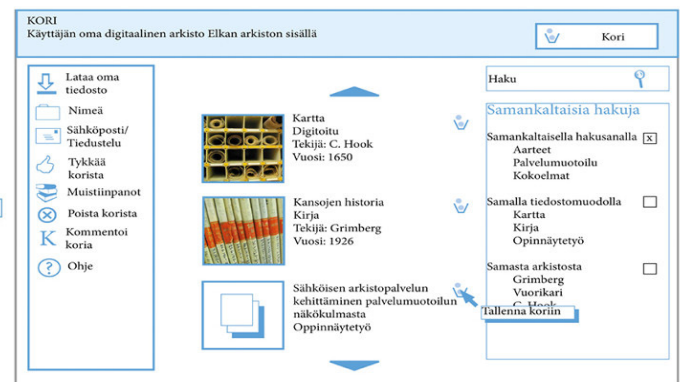 KORI
Käyttäjän oma digitaalinen arkisto Elkan arkiston sisällä
Kori
Lataa oma
tiedosto
Nimeä
Sähköposti/
Tiedustelu
Tykkää
korista
Muistiinpanot
Poista korista
K Kommentoi
koria
? Ohje
Kartta
Digitoitu
Tekijä: C. Hook
Vuosi: 1650
Kansojen historia
Kirja
Tekijä: Grimberg
Vuosi: 1926
Sähköisen arkistopalvelun
kehittäminen palvelumuotoilun
näkökulmasta
Oppinnäytetyö
Haku
Samankaltaisia hakuja
Samankaltaisella hakusanalla x
Aarteet
Palvelumuotoilu
Kokoelmat
Samalla tiedostomuodolla
Kartta
Kirja
Opinnäytetyö
Samasta arkistosta
Grimberg
Vuorikari
C. Hook
Tallenna koriin